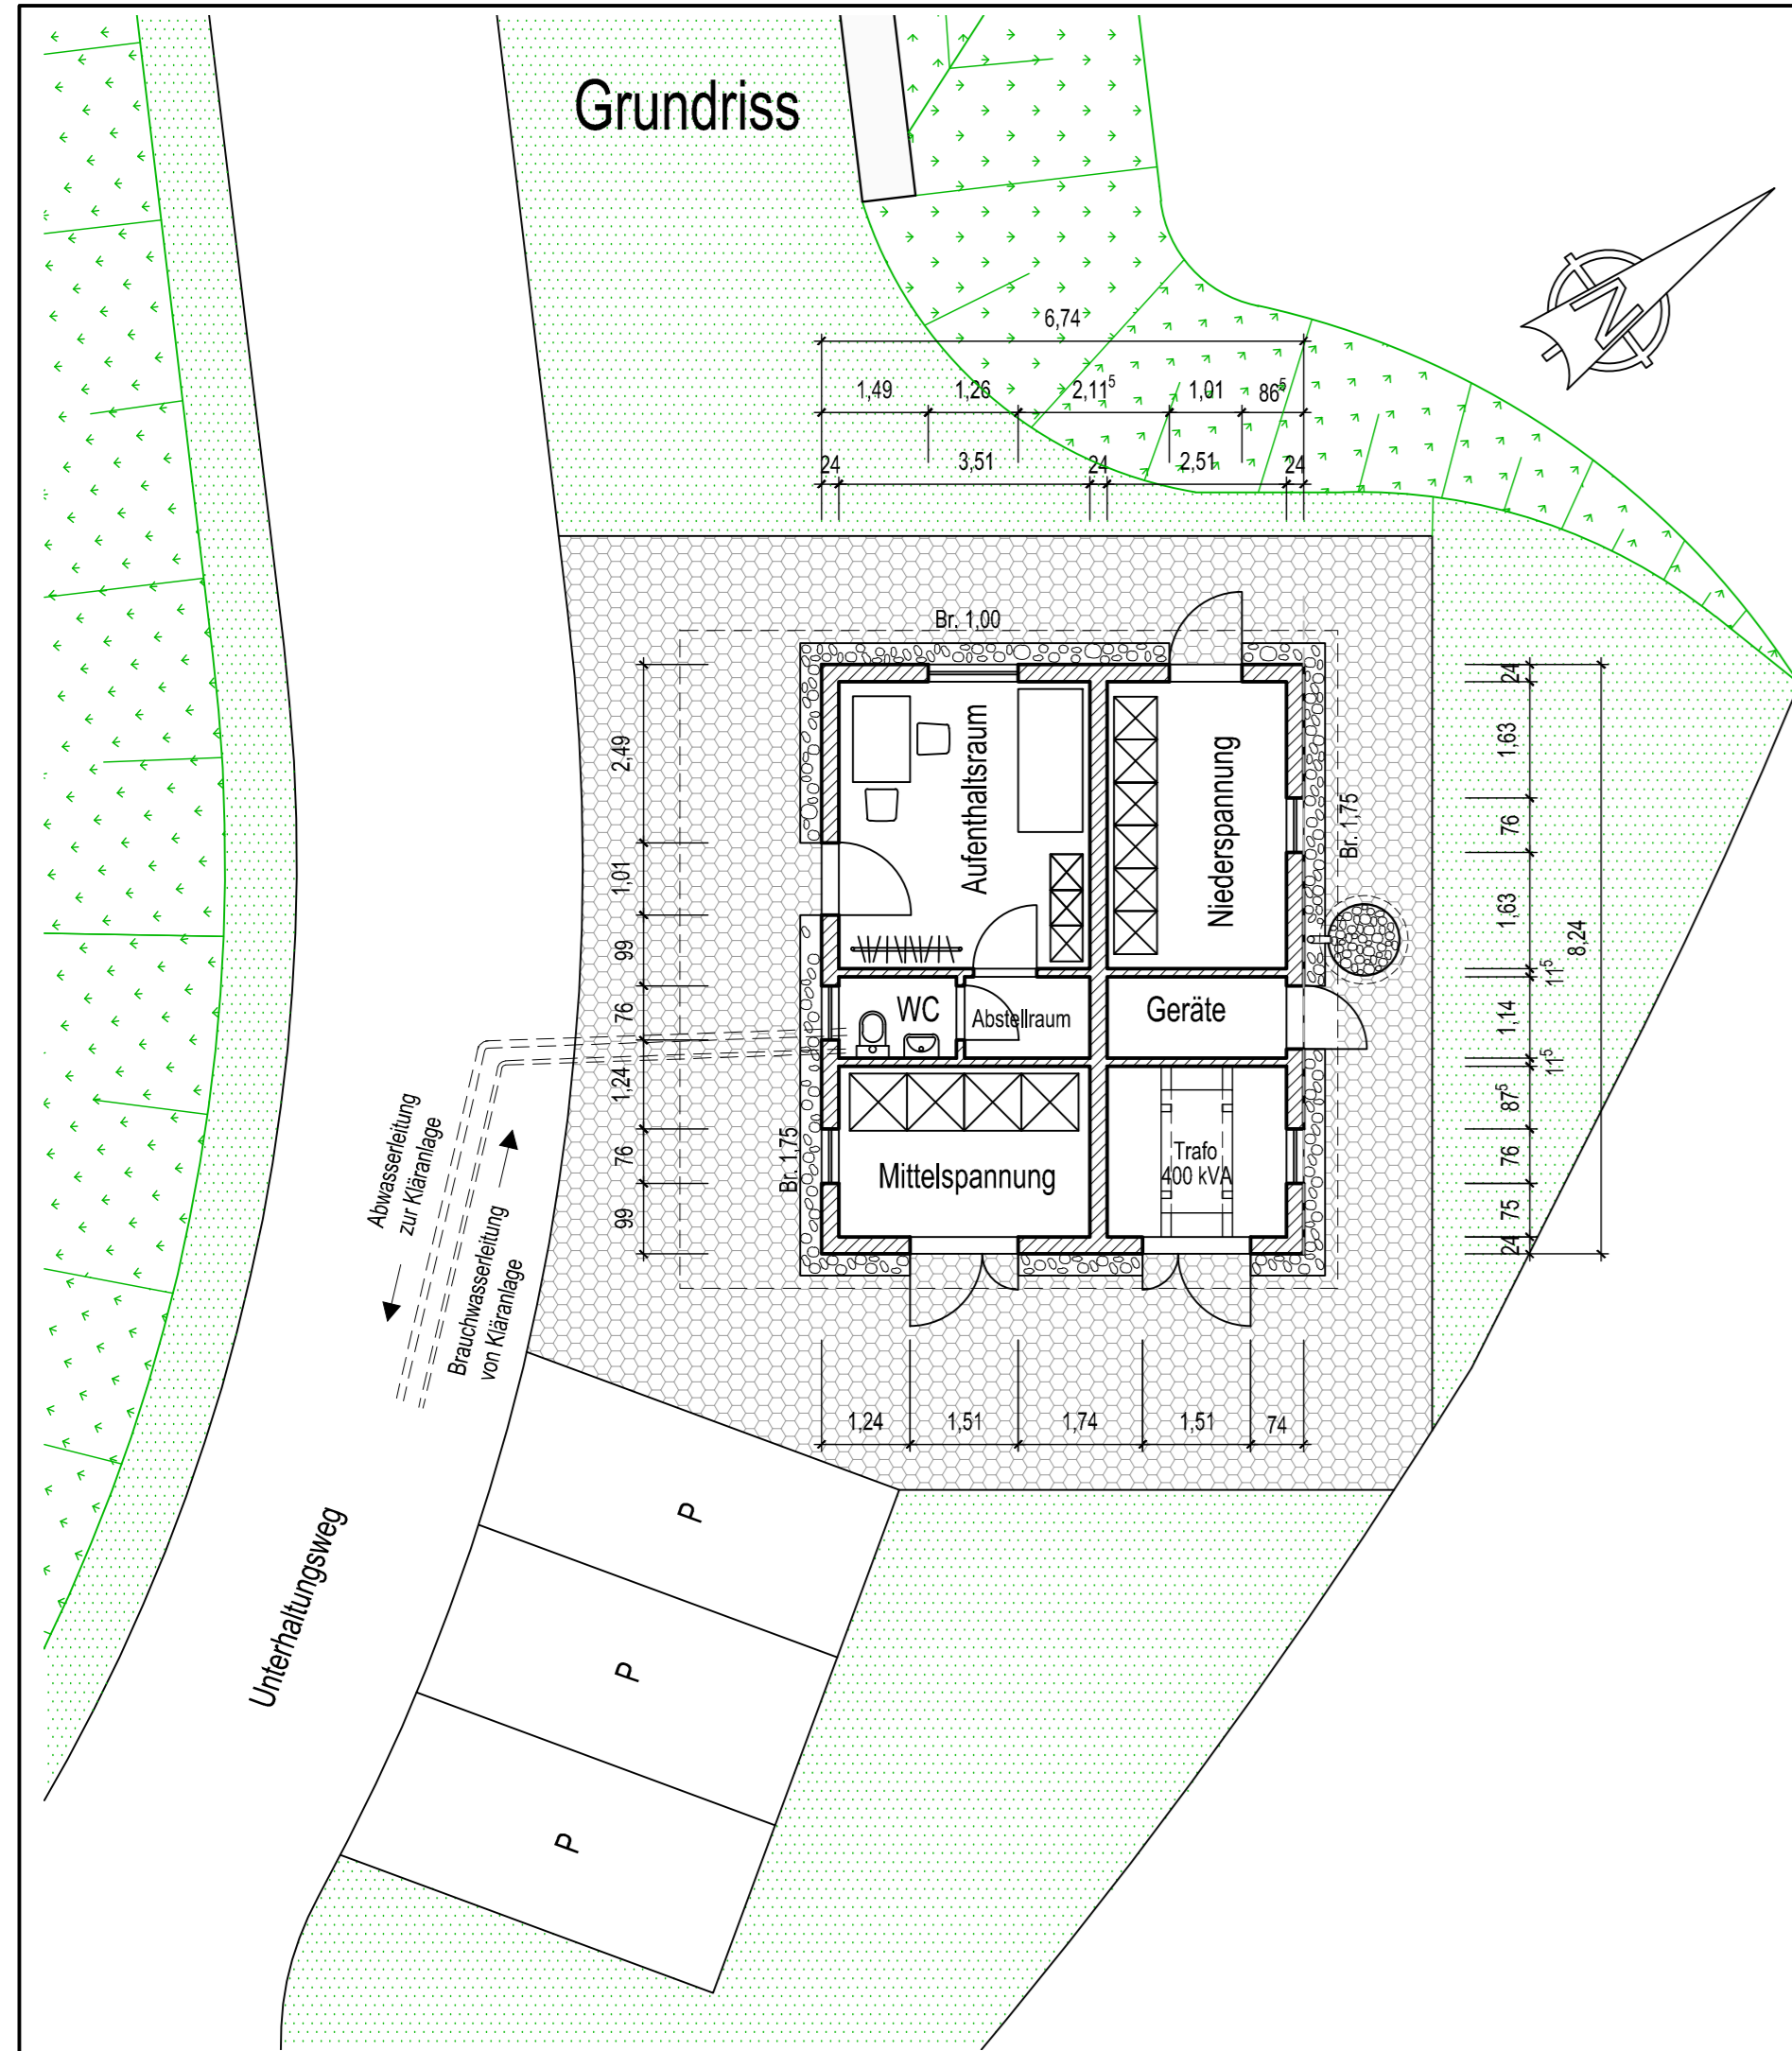 Grundriss
N
6,74
1,49 1,26 2,11⁵ 1,01 86⁵
24 3,51 24 2,51 24
Br. 1,00
2,49
1,01
99
76
1,24
76
99
Aufenthaltsraum
Niederspannung
Br. 1,75
24
1,63
76
1,63
11⁵
1,14
11⁵
87⁵
76
75
24
8,24
WC
Abstellraum
Geräte
Br. 1,75
Mittelspannung
Trafo
400 kVA
Abwasserleitung
zur Kläranlage
Brauchwasserleitung
von Kläranlage
1,24 1,51 1,74 1,51 74
Unterhaltungsweg
P
P
P